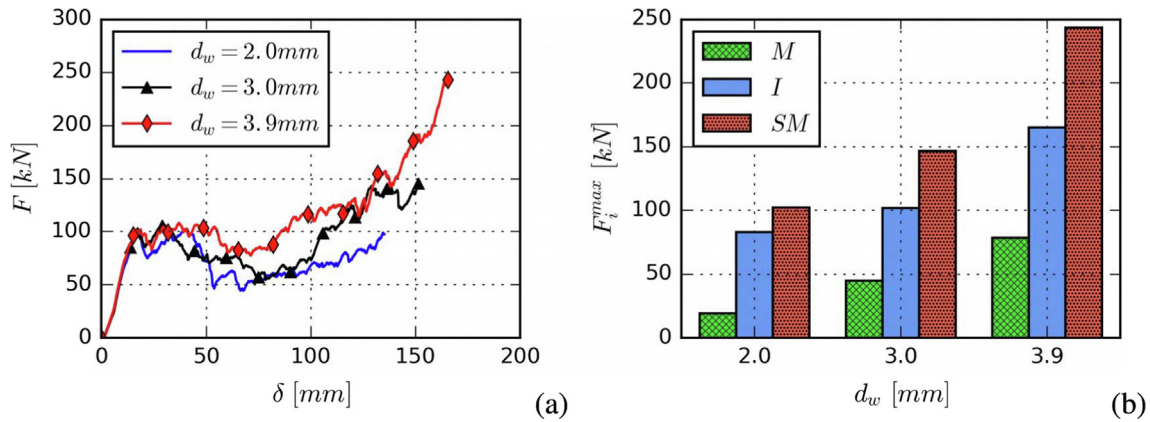 300
250
200
150
100
50
0
F [kN]
d_w = 2.0mm
d_w = 3.0mm
d_w = 3.9mm
0 50 100 150 200
δ [mm]
(a)
250
200
150
100
50
0
F_i^{max} [kN]
M
I
SM
2.0 3.0 3.9
d_w [mm]
(b)